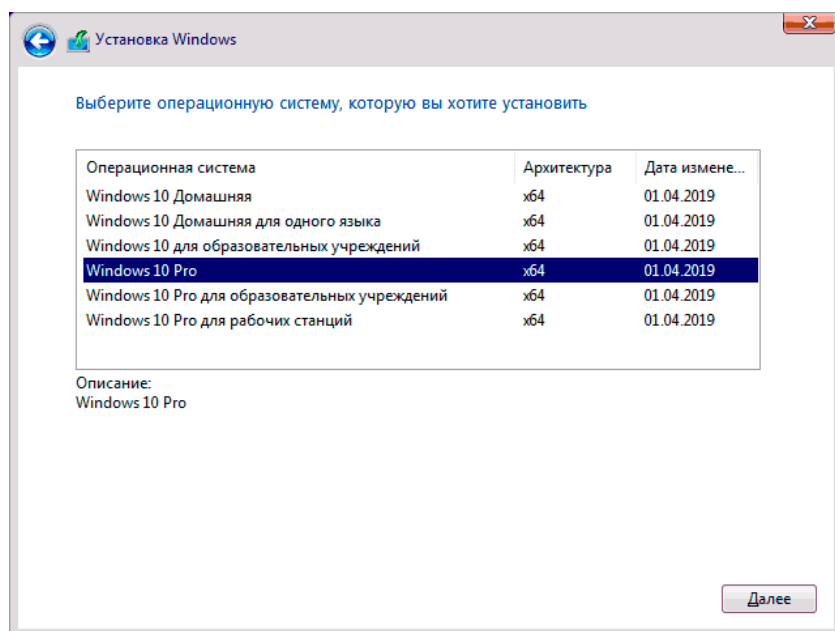 Установка Windows
Выберите операционную систему, которую вы хотите установить
Операционная система Архитектура Дата измене...
Windows 10 Домашняя x64 01.04.2019
Windows 10 Домашняя для одного языка x64 01.04.2019
Windows 10 для образовательных учреждений x64 01.04.2019
Windows 10 Pro x64 01.04.2019
Windows 10 Pro для образовательных учреждений x64 01.04.2019
Windows 10 Pro для рабочих станций x64 01.04.2019
Описание:
Windows 10 Pro
Далее